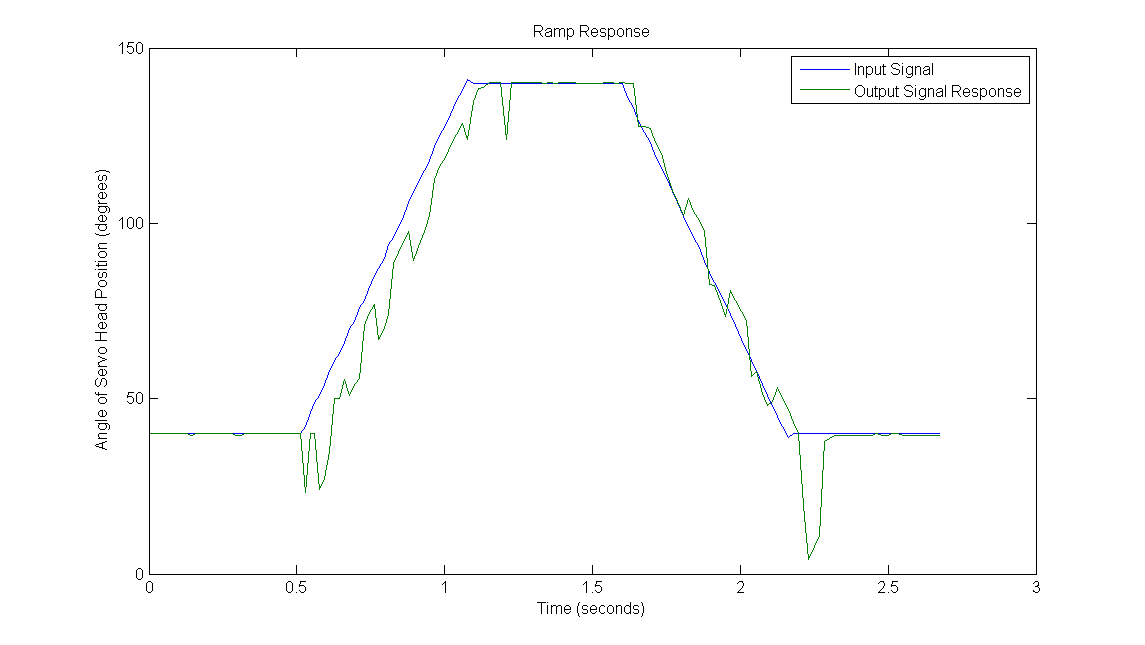 Ramp Response
Input Signal
Output Signal Response
Angle of Servo Head Position (degrees)
150
100
50
0
0
0.5
1
1.5
2
2.5
3
Time (seconds)